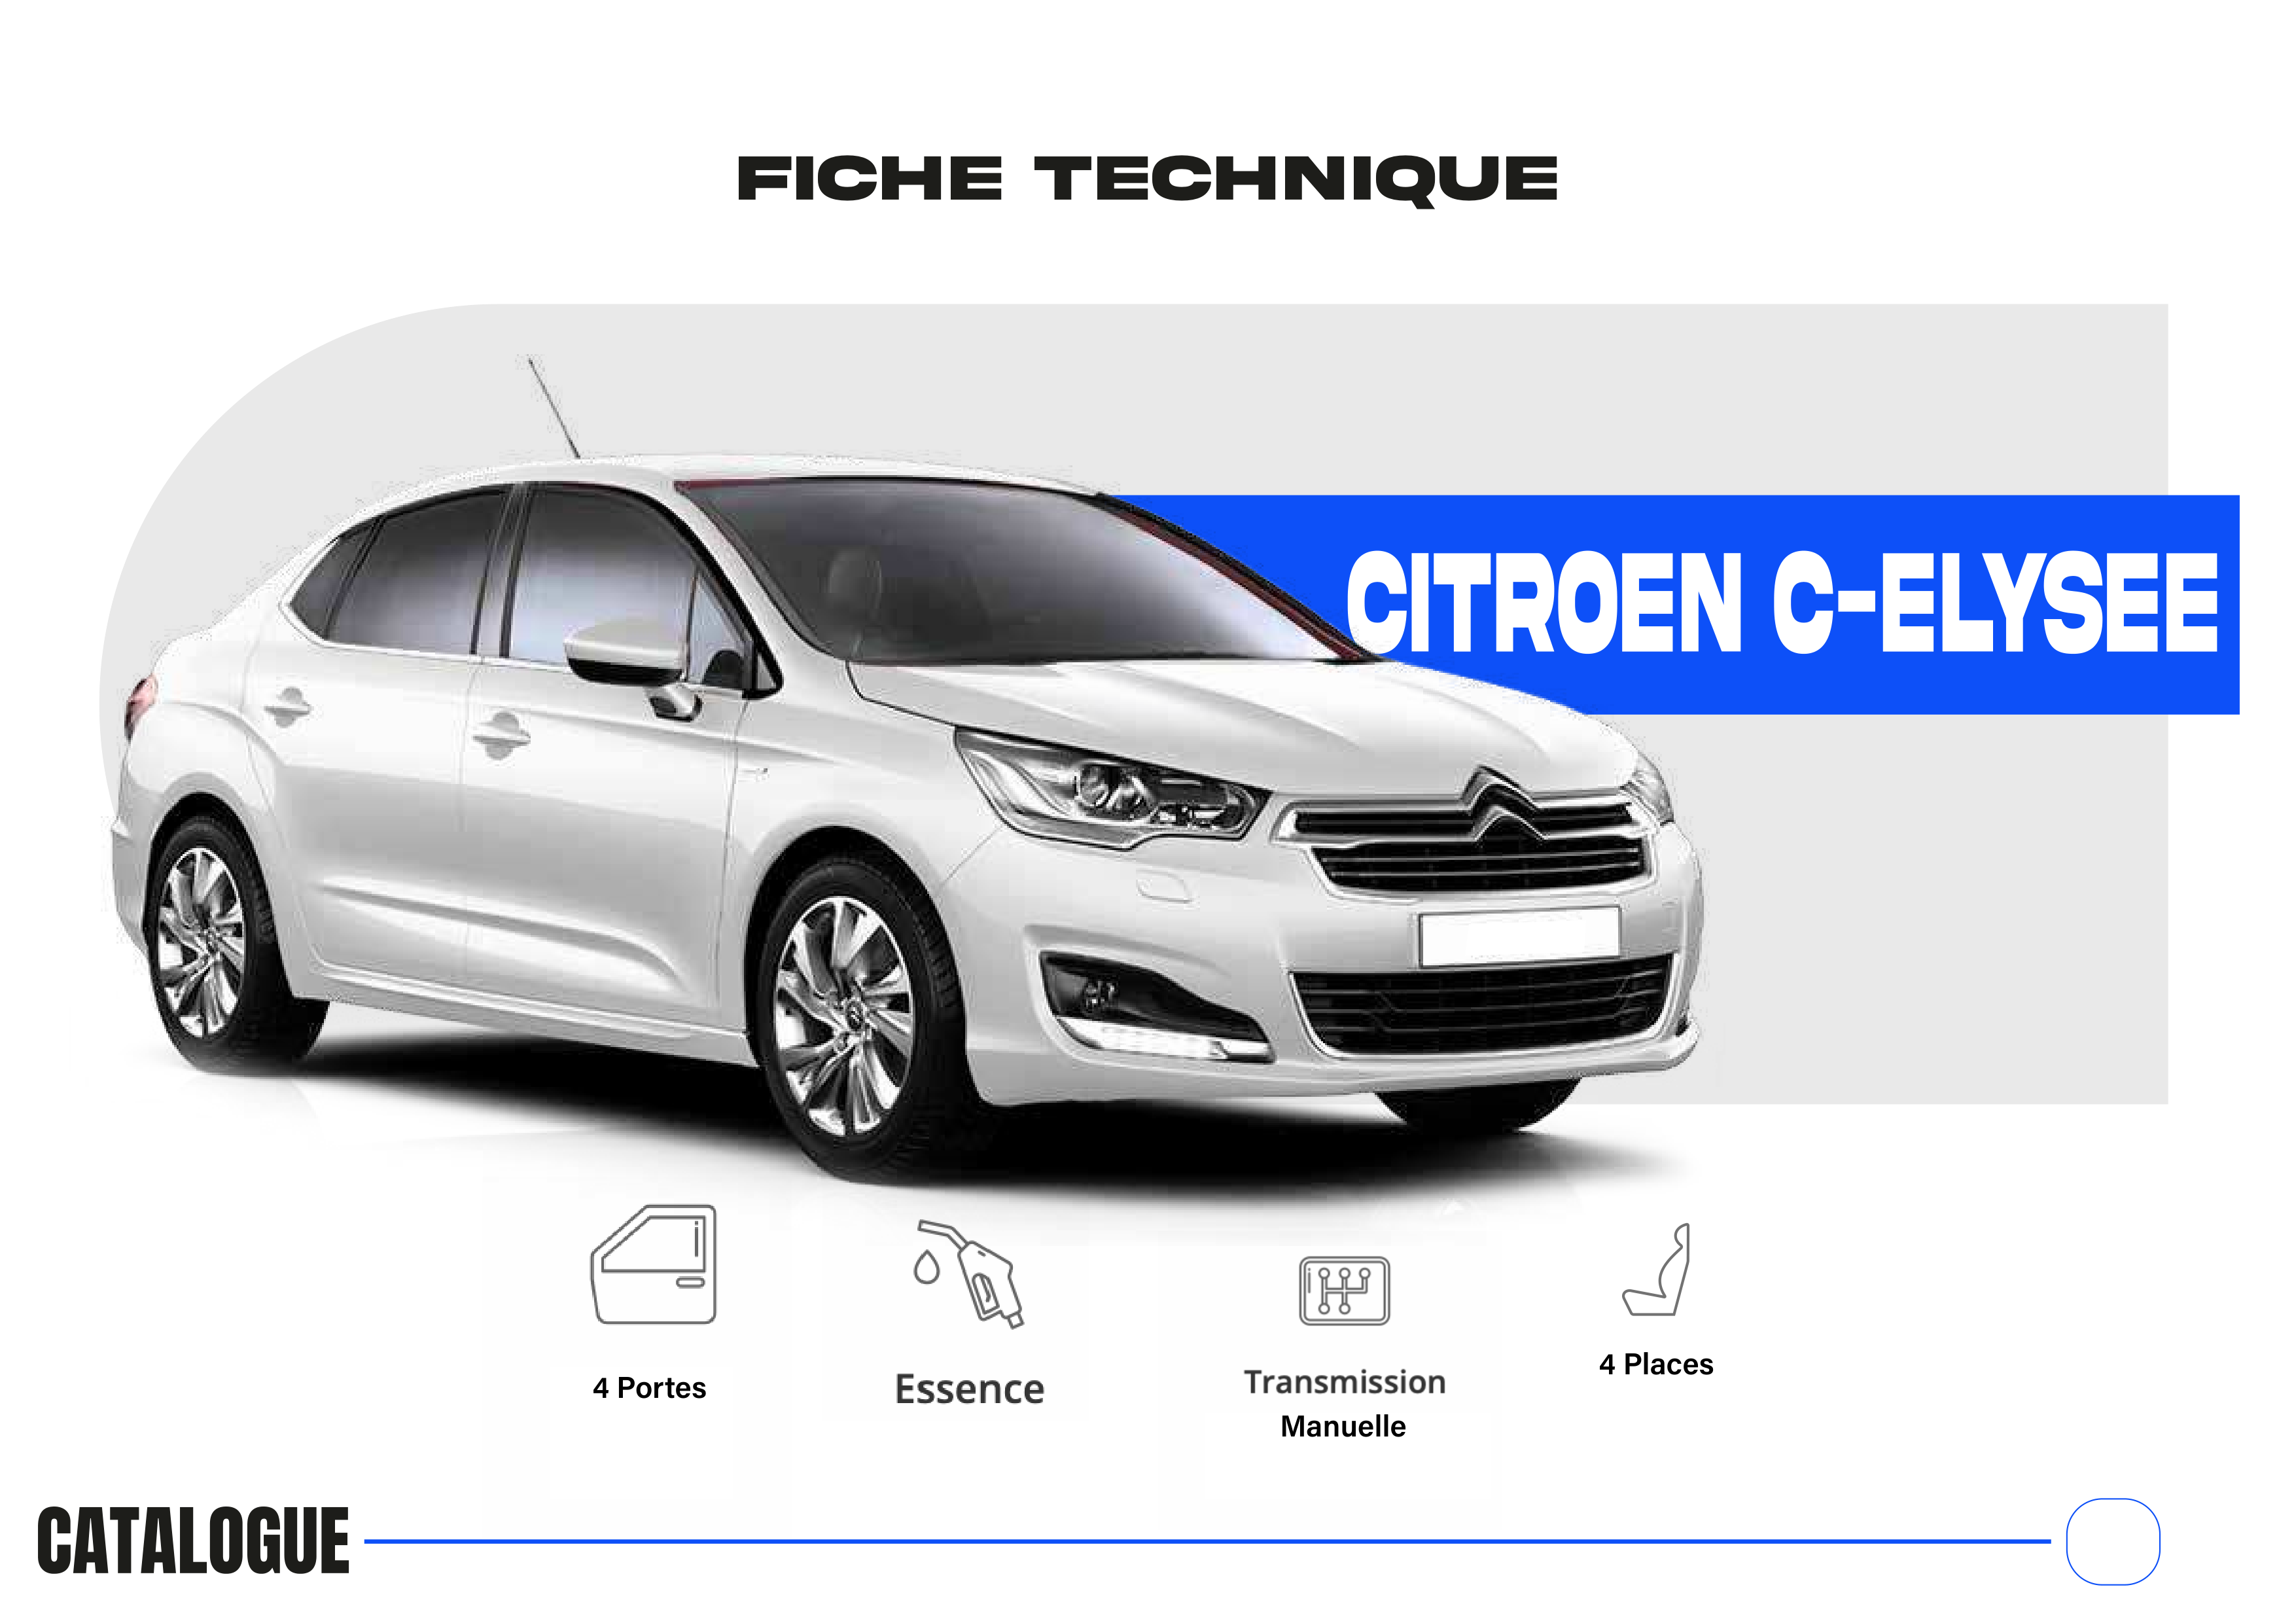 FICHE TECHNIQUE
CITROEN C-ELYSEE
4 Portes
Essence
Transmission
Manuelle
4 Places
CATALOGUE